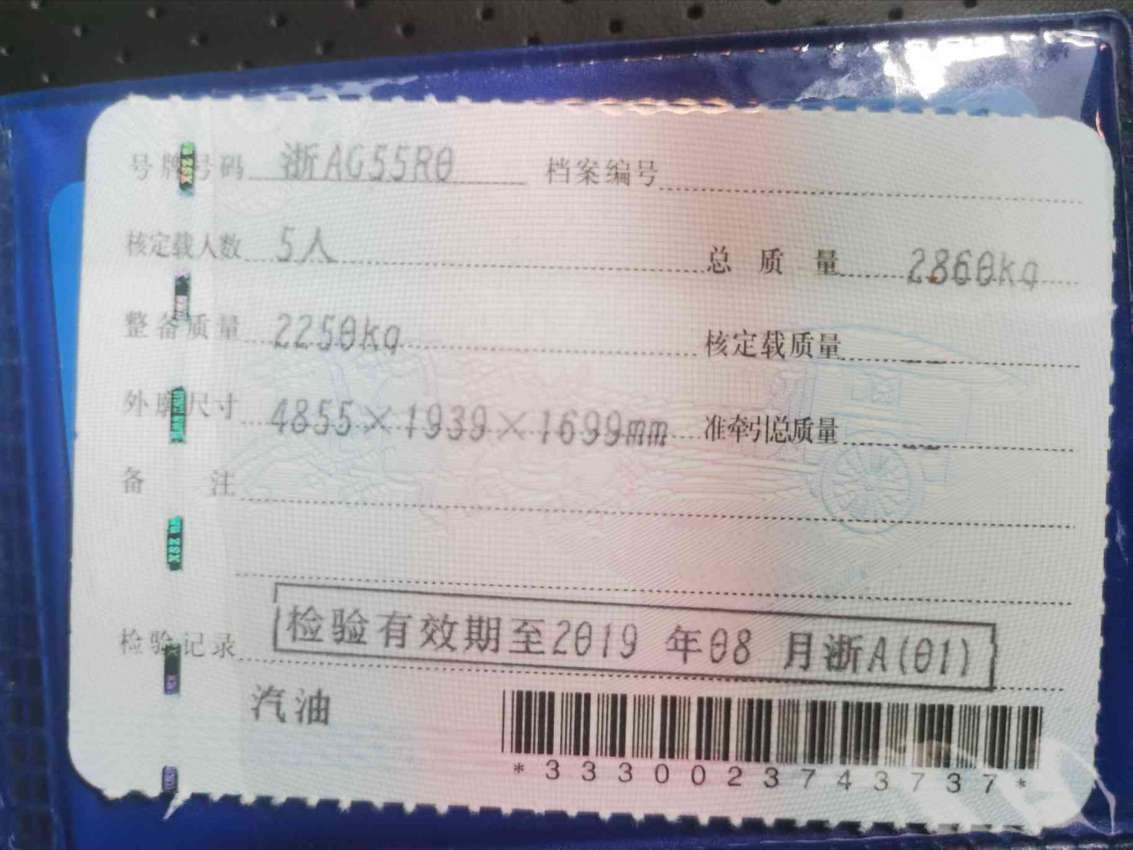 号牌号码 浙AG55R0 档案编号
核定载人数 5人 总质量 2860kg
整备质量 2250kg 核定载质量 --
外廓尺寸 4855×1939×1699mm 准牵引总质量 --
备注
检验记录 检验有效期至2019年08月浙A(01)
汽油
*3330023743737*